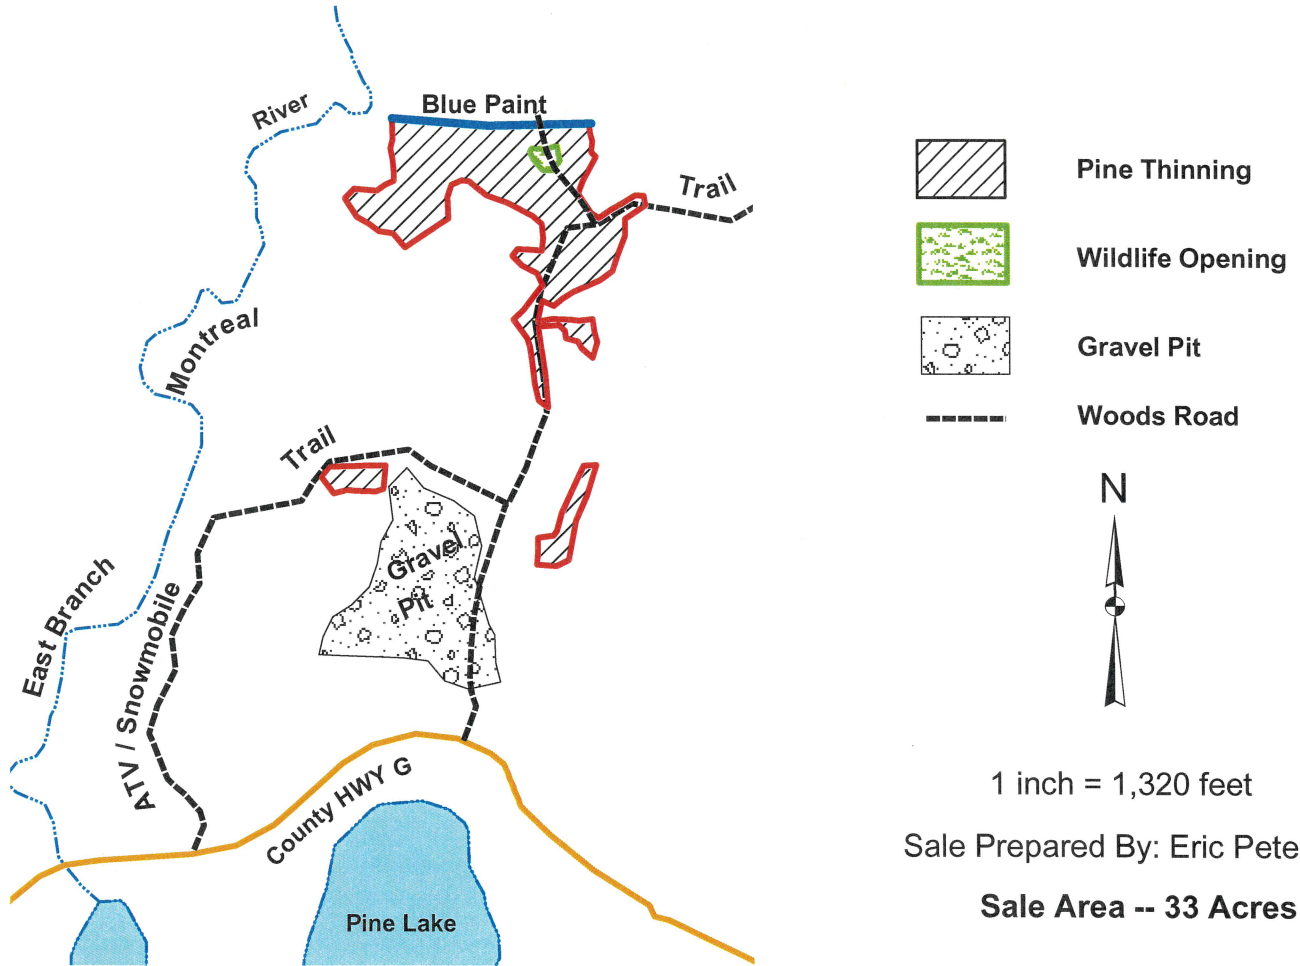 River
Blue Paint
Trail
Montreal
Trail
Gravel
Pit
East Branch
ATV / Snowmobile
County HWY G
Pine Lake
Pine Thinning
Wildlife Opening
Gravel Pit
Woods Road
N
1 inch = 1,320 feet
Sale Prepared By: Eric Pete
Sale Area -- 33 Acres